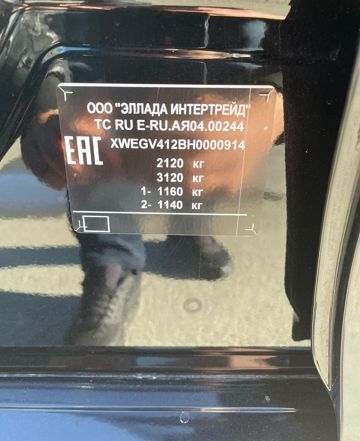 ООО "ЭЛЛАДА ИНТЕРТРЕЙД"
ТС RU E-RU.АЯ04.00244
EAC XWEGV412BH0000914
2120 кг
3120 кг
1- 1160 кг
2- 1140 кг